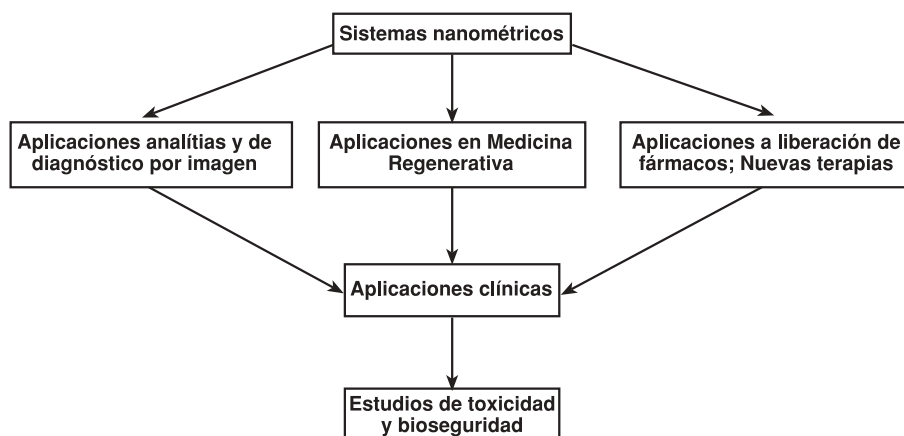 Sistemas nanométricos
Aplicaciones analítias y de
diagnóstico por imagen
Aplicaciones en Medicina
Regenerativa
Aplicaciones a liberación de
fármacos; Nuevas terapias
Aplicaciones clínicas
Estudios de toxicidad
y bioseguridad